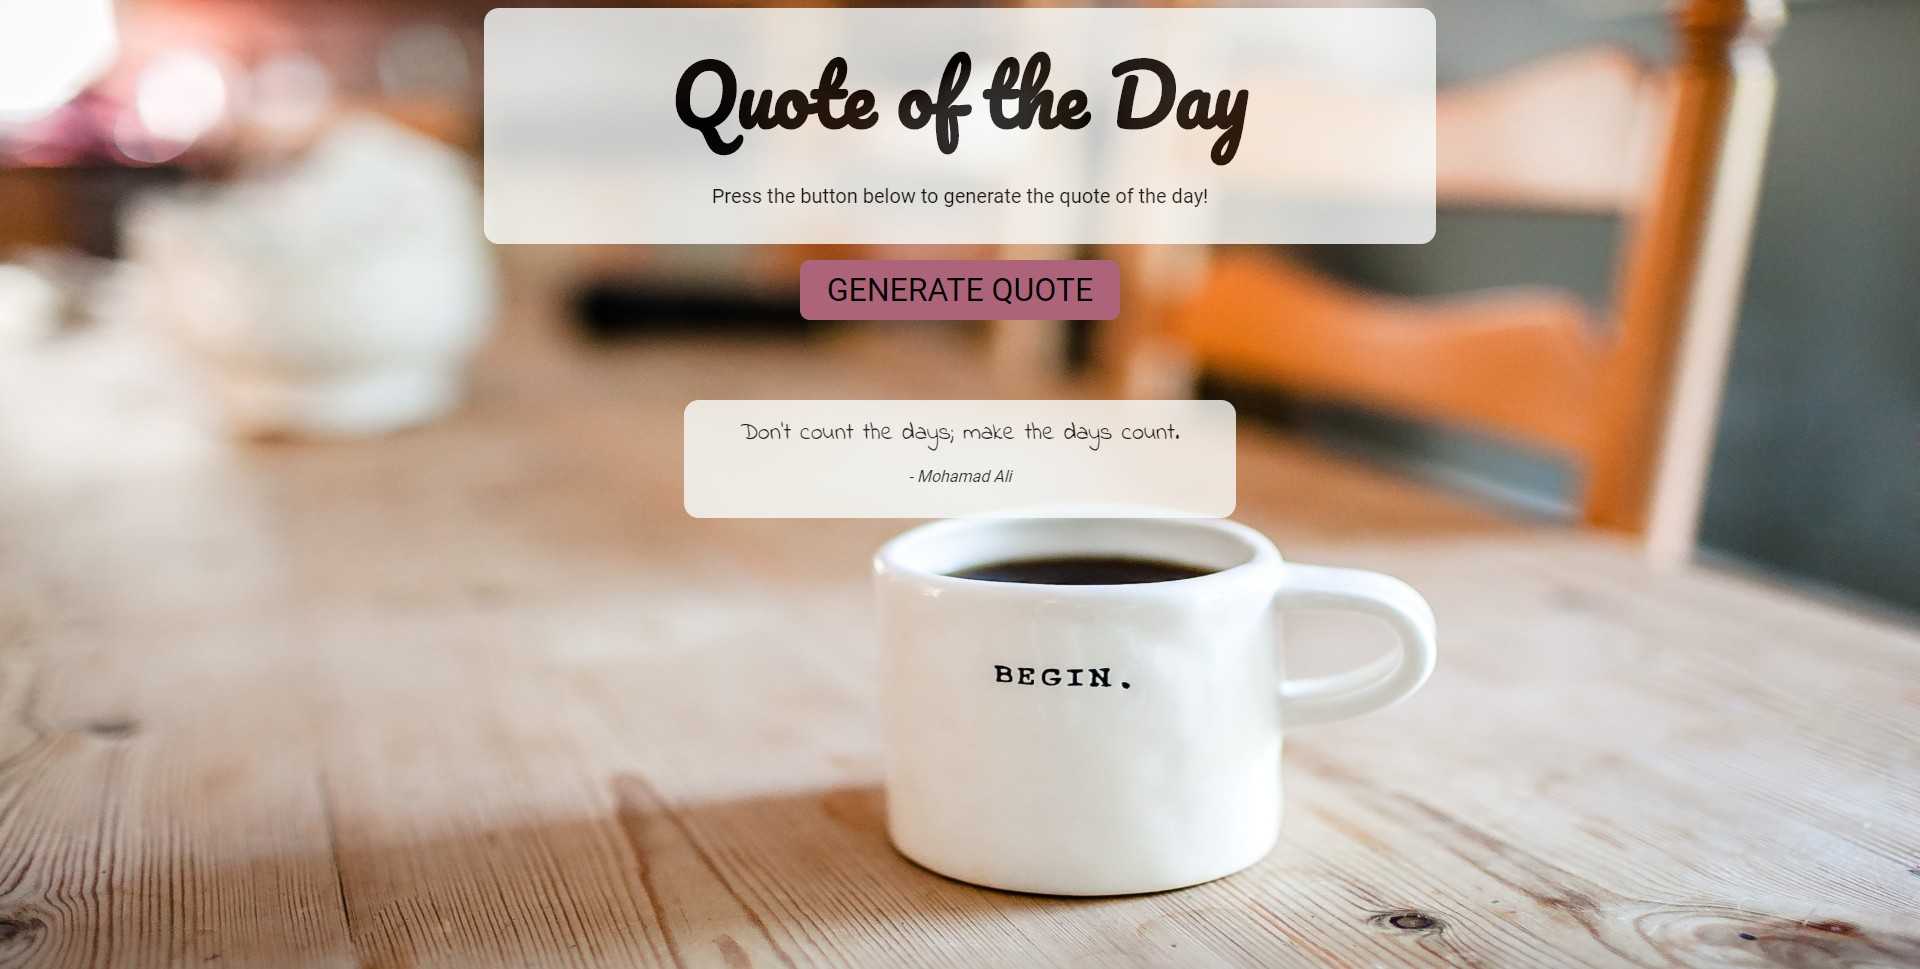 Quote of the Day
Press the button below to generate the quote of the day!
GENERATE QUOTE
Don't count the days; make the days count.
- Mohamad Ali
BEGIN.